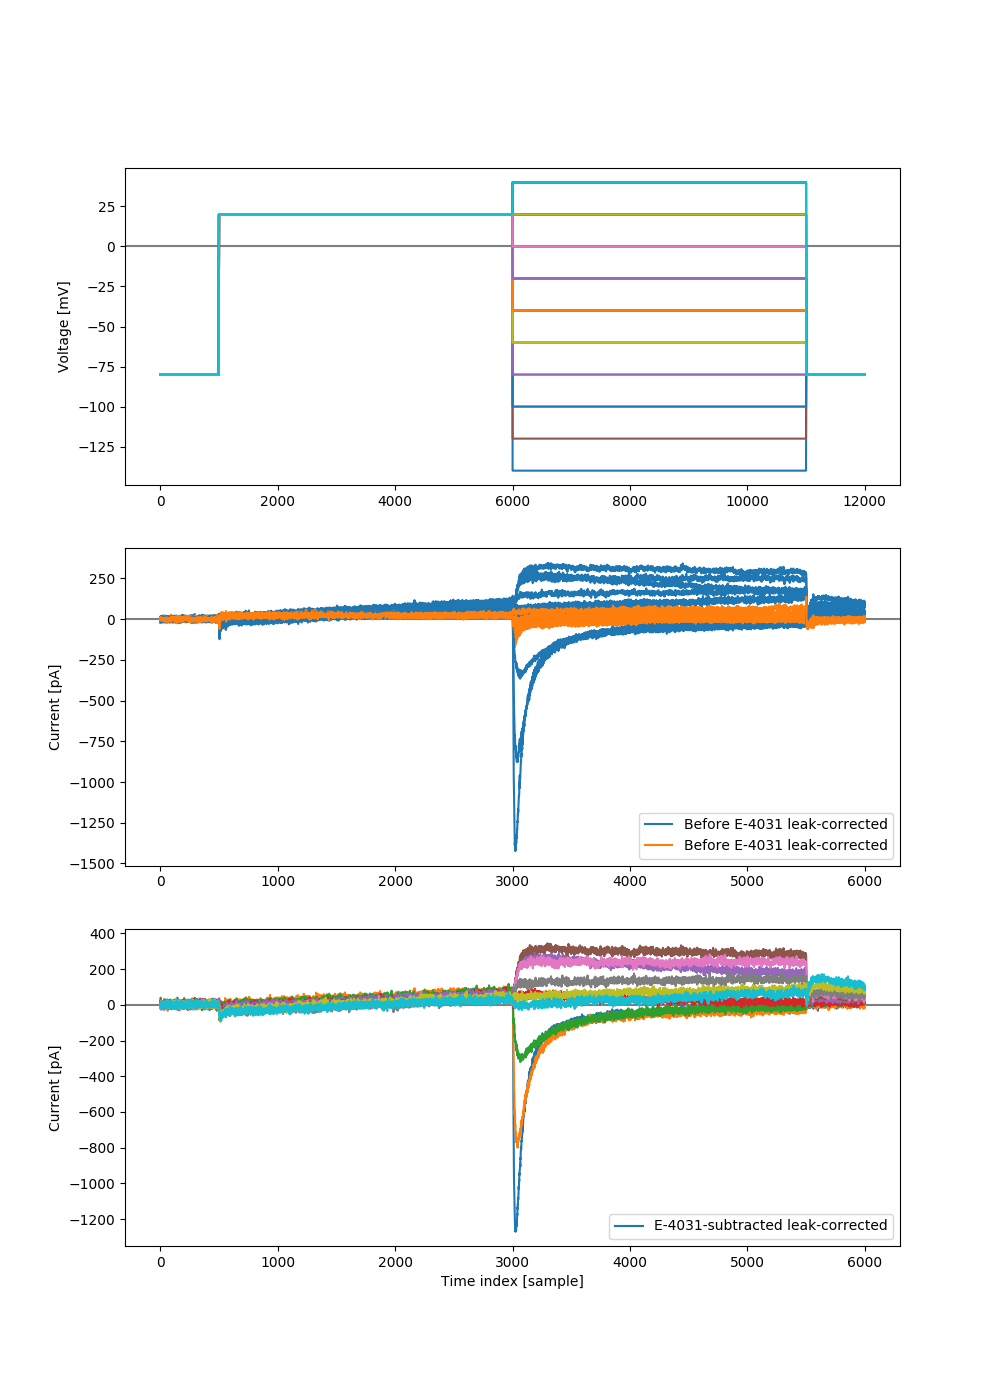 25
0
−25
−50
−75
−100
−125
Voltage [mV]
0 2000 4000 6000 8000 10000 12000
250
0
−250
−500
−750
−1000
−1250
−1500
Current [pA]
Before E-4031 leak-corrected
Before E-4031 leak-corrected
0 1000 2000 3000 4000 5000 6000
400
200
0
−200
−400
−600
−800
−1000
−1200
Current [pA]
E-4031-subtracted leak-corrected
0 1000 2000 3000 4000 5000 6000
Time index [sample]